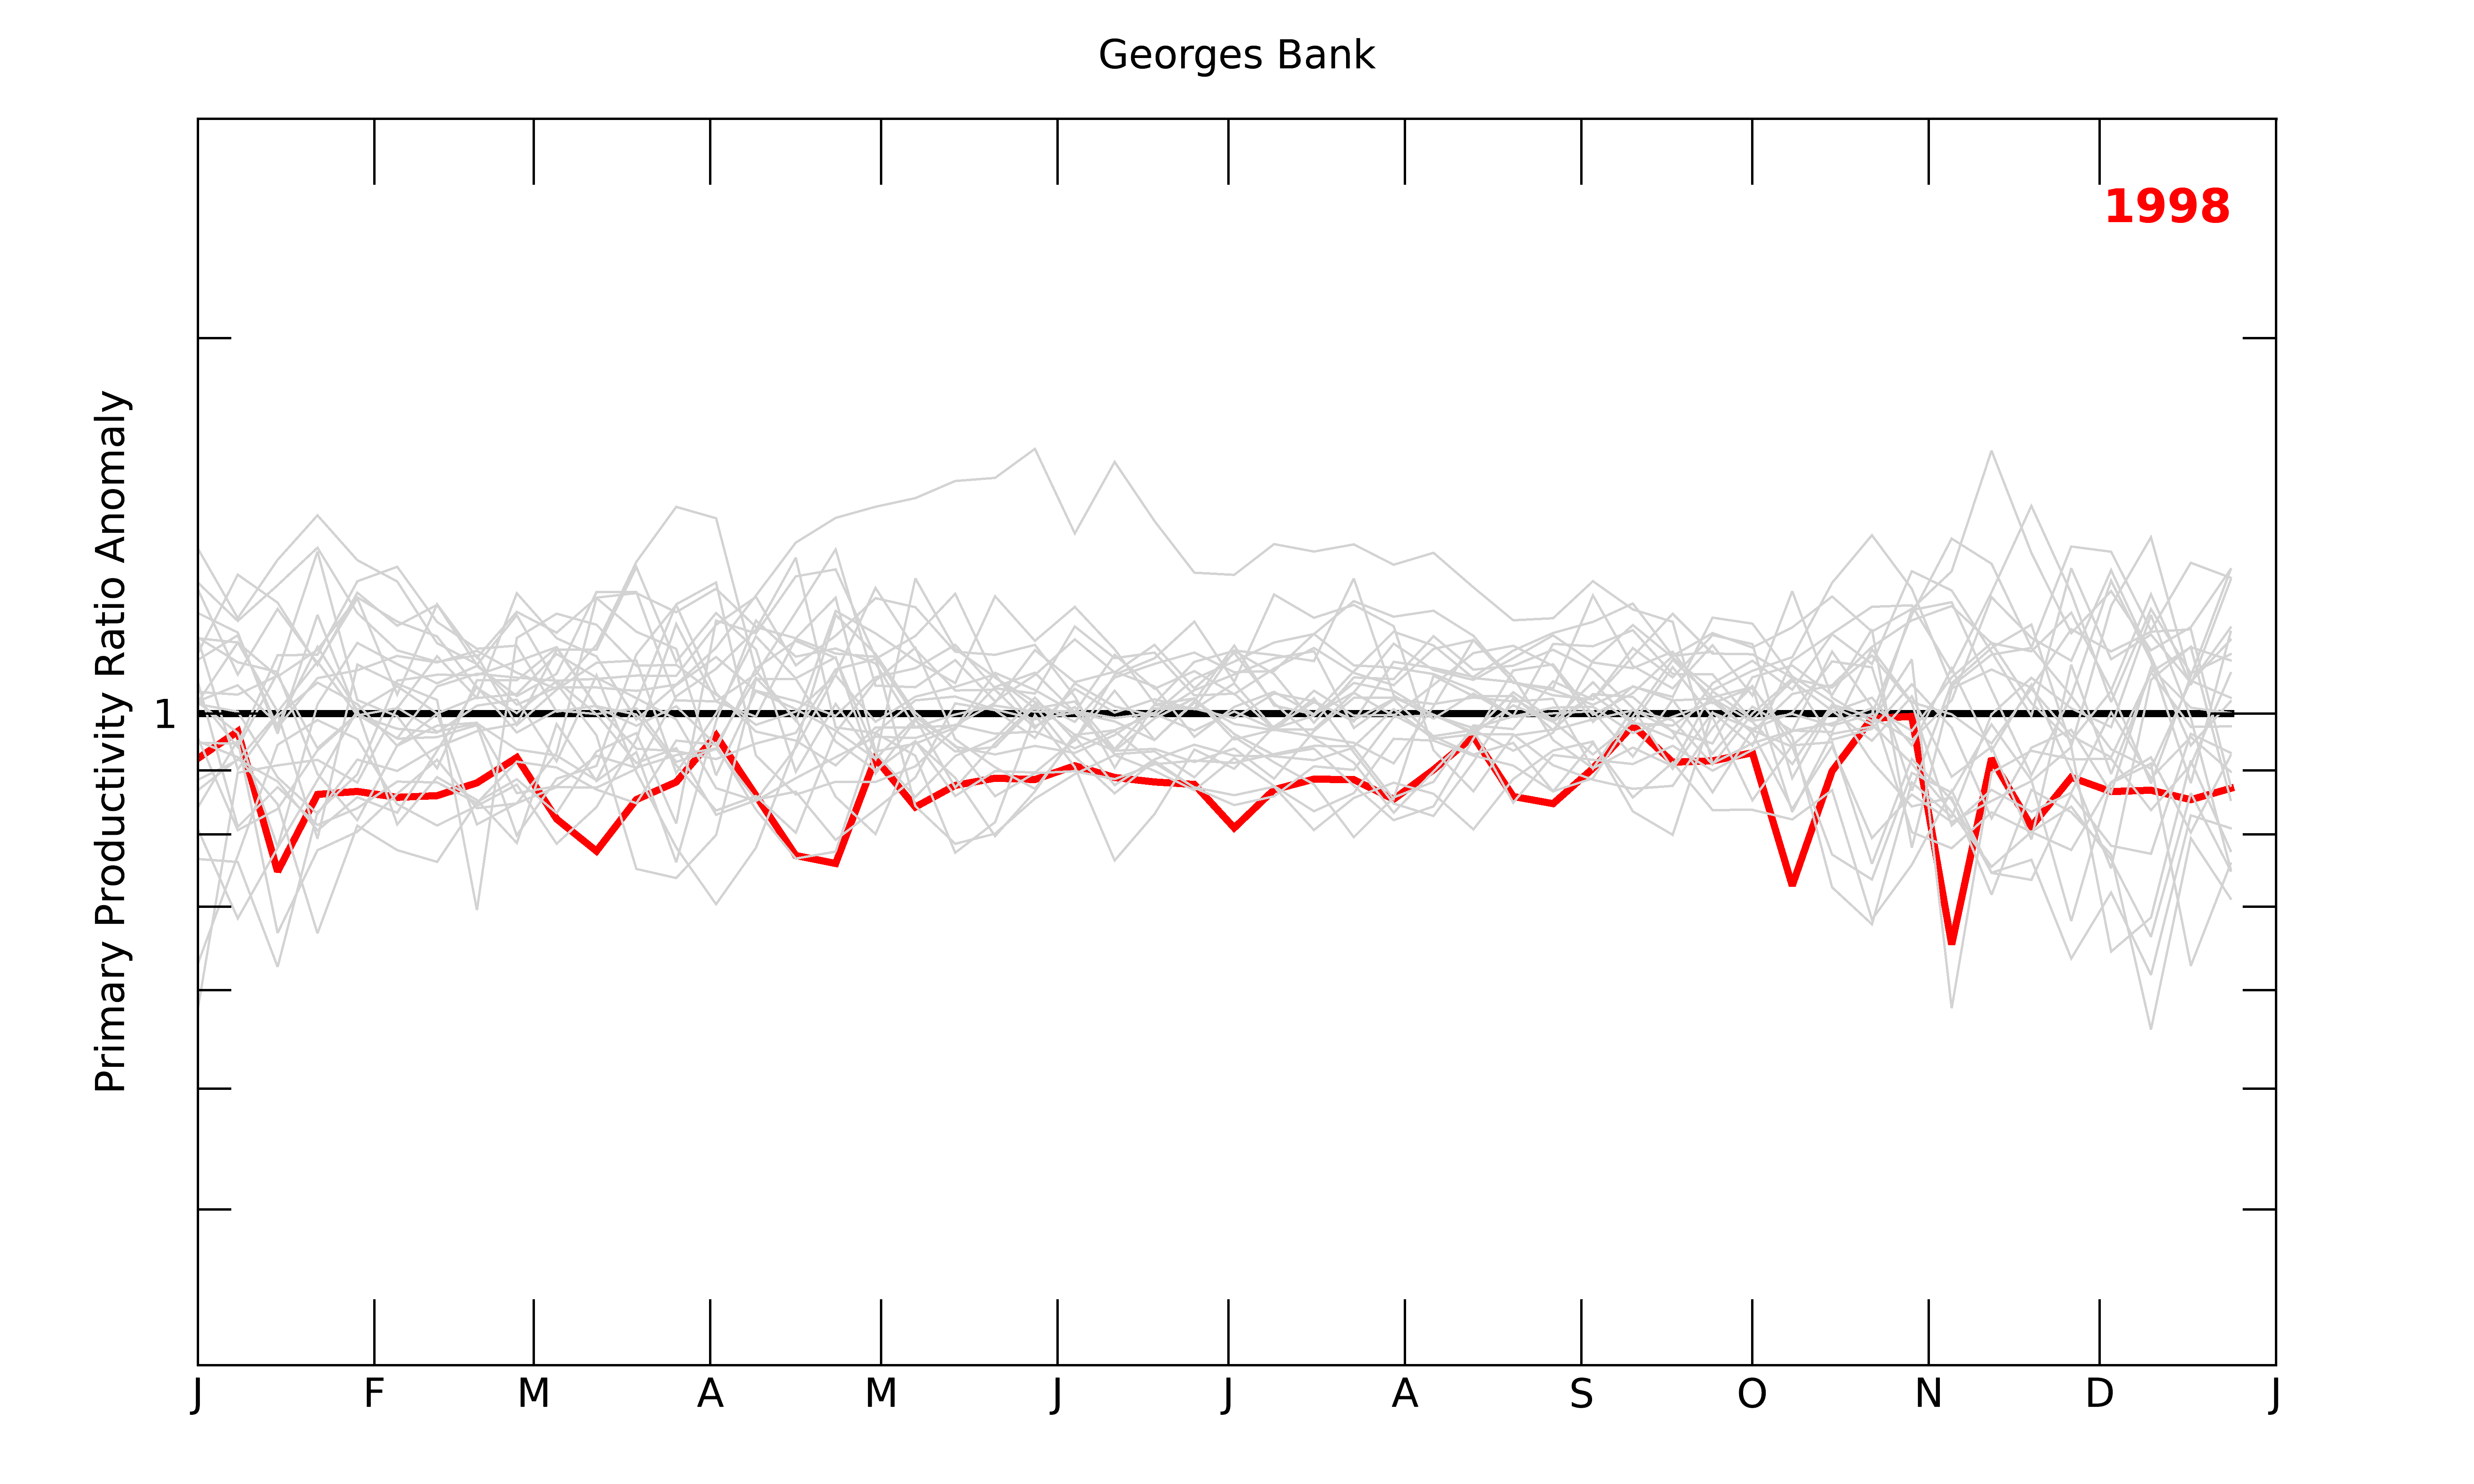 Georges Bank
1998
Primary Productivity Ratio Anomaly
1
J F M A M J J A S O N D J